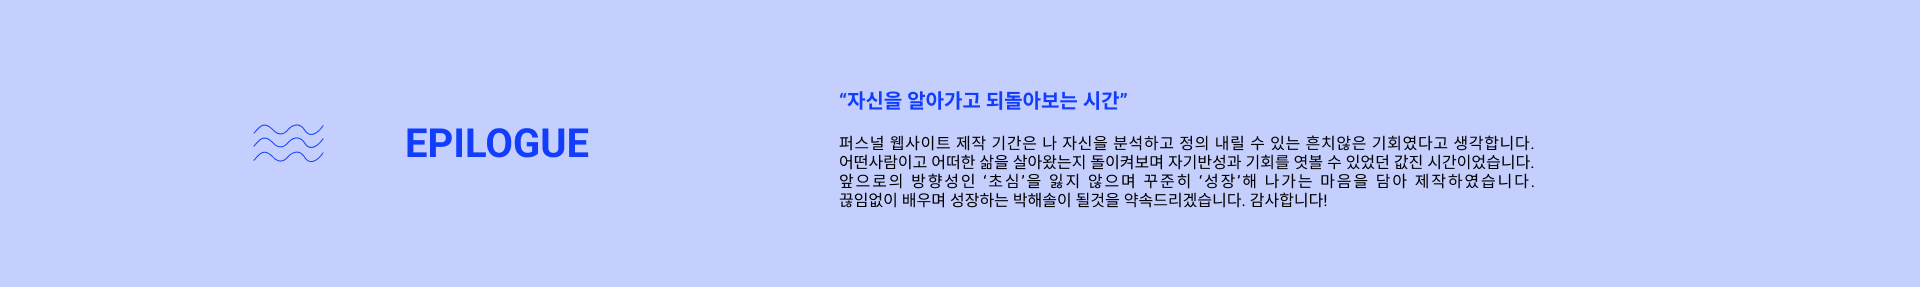 EPILOGUE
“자신을 알아가고 되돌아보는 시간”
퍼스널 웹사이트 제작 기간은 나 자신을 분석하고 정의 내릴 수 있는 흔치않은 기회였다고 생각합니다.
어떤사람이고 어떠한 삶을 살아왔는지 돌이켜보며 자기반성과 기회를 엿볼 수 있었던 값진 시간이었습니다.
앞으로의 방향성인 ‘초심’을 잃지 않으며 꾸준히 ‘성장’해 나가는 마음을 담아 제작하였습니다.
끊임없이 배우며 성장하는 박해솔이 될것을 약속드리겠습니다. 감사합니다!